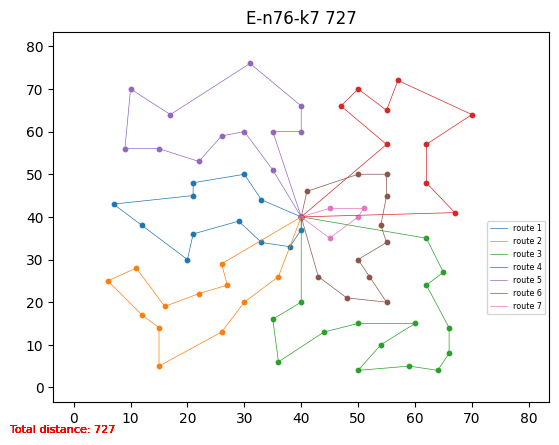 E-n76-k7 727
80
70
60
50
40
30
20
10
0
route 1
route 2
route 3
route 4
route 5
route 6
route 7
0 10 20 30 40 50 60 70 80
Total distance: 727